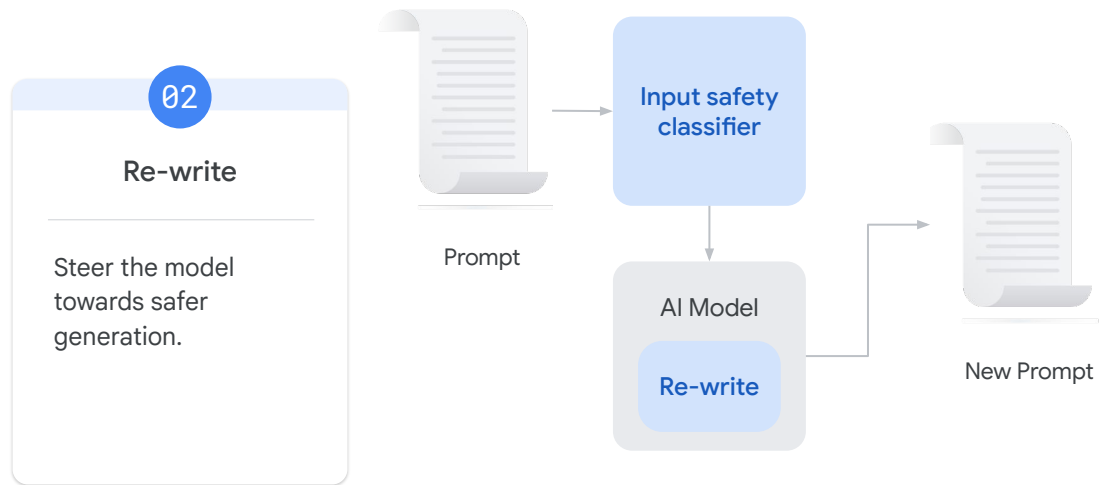 02
Re-write
Steer the model
towards safer
generation.
Prompt
Input safety
classifier
AI Model
Re-write
New Prompt